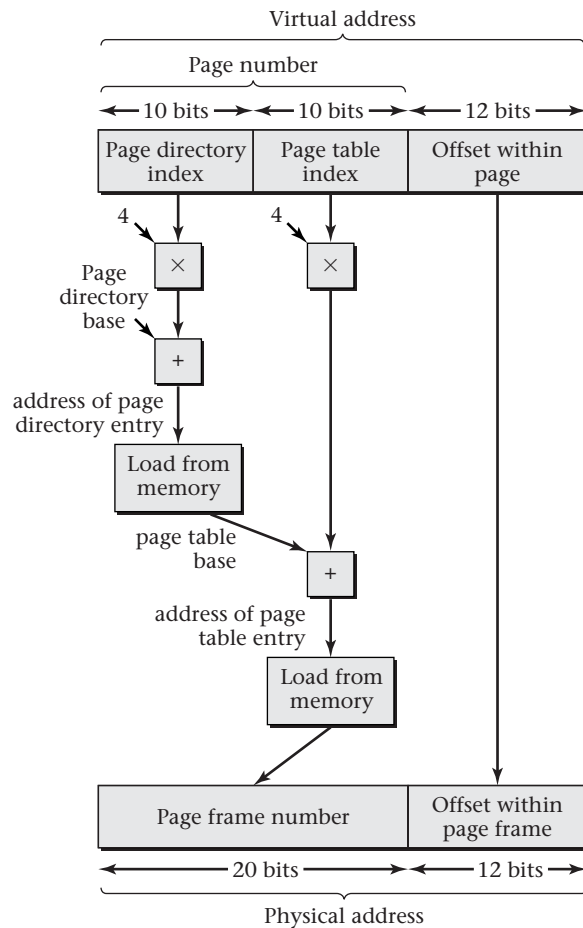 Virtual address
Page number
10 bits
10 bits
12 bits
Page directory
index
Page table
index
Offset within
page
4
×
4
×
Page
directory
base
+
address of page
directory entry
Load from
memory
page table
base
+
address of page
table entry
Load from
memory
Page frame number
Offset within
page frame
20 bits
12 bits
Physical address